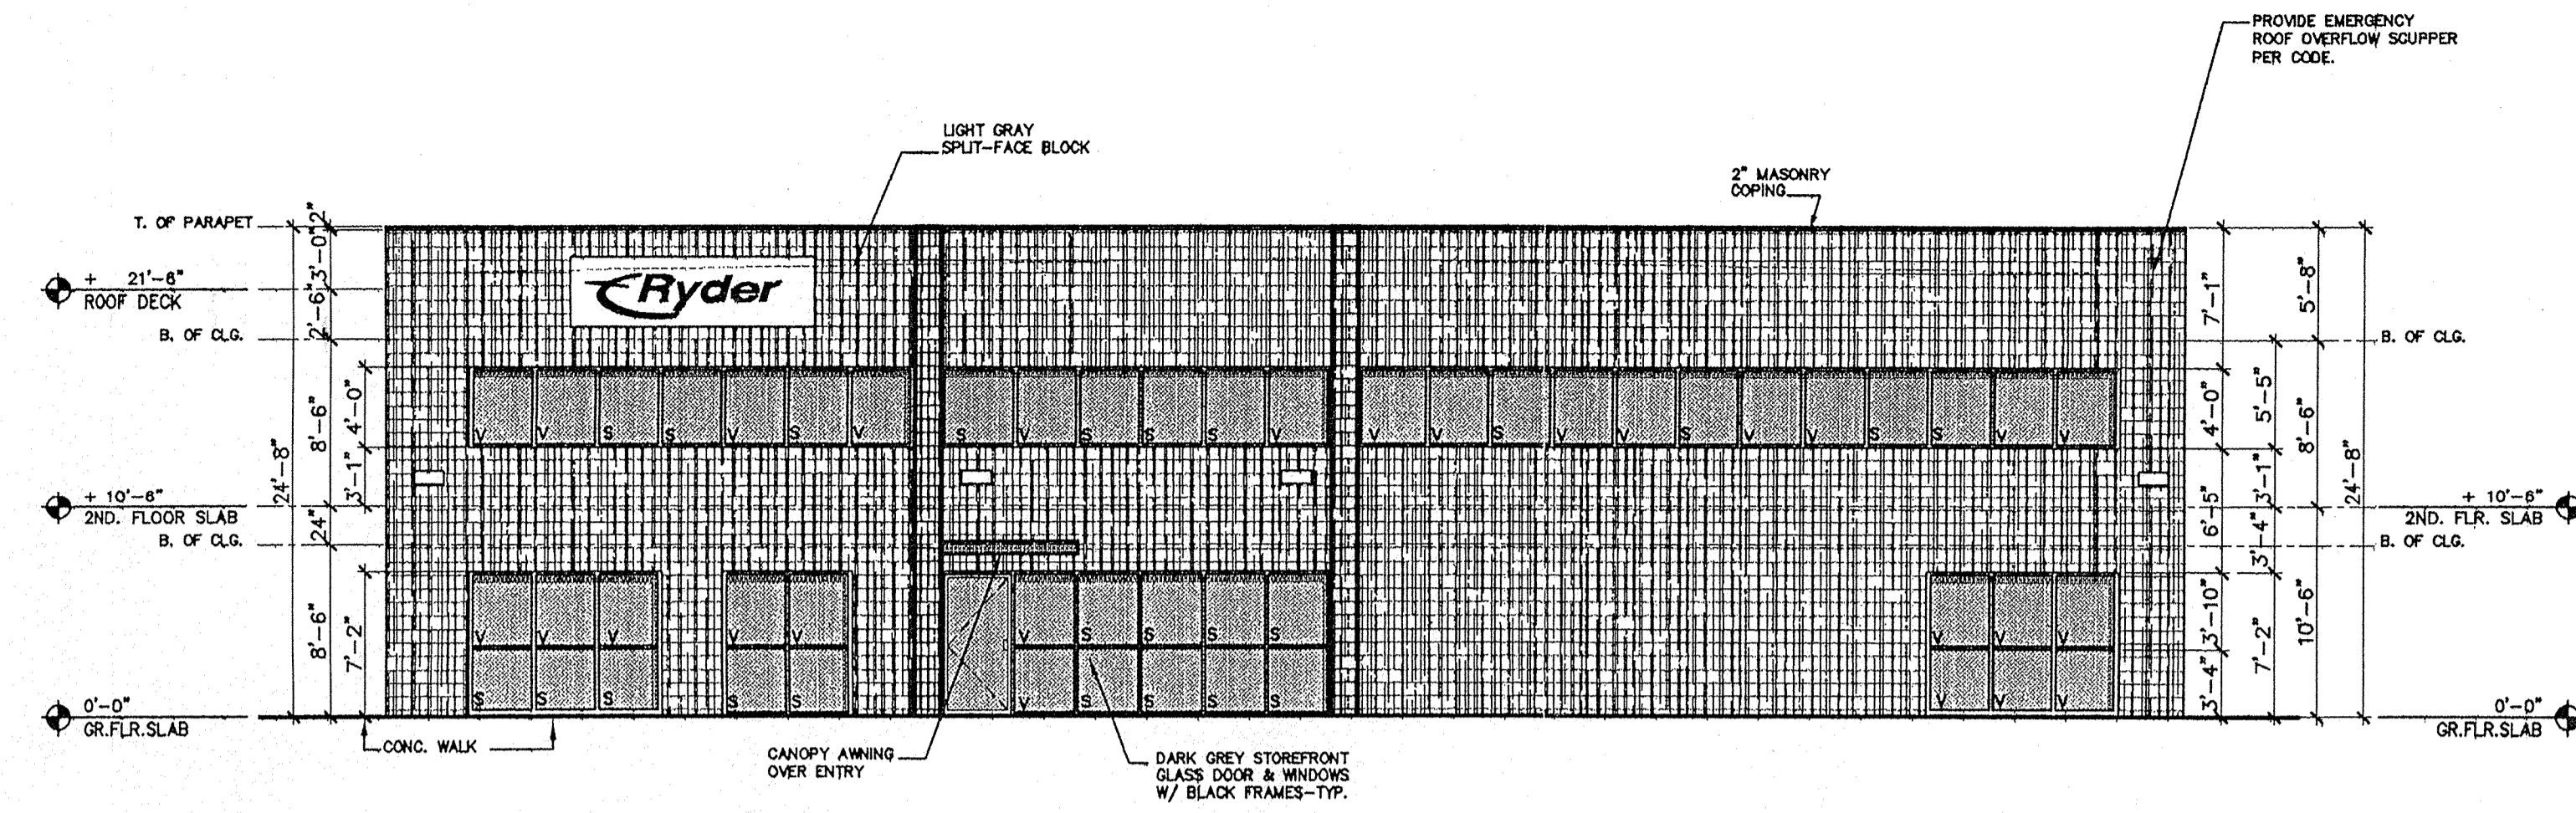 PROVIDE EMERGENCY
ROOF OVERFLOW SCUPPER
PER CODE.
LIGHT GRAY
SPLIT-FACE BLOCK
2" MASONRY
COPING
T. OF PARAPET
+ 21'-6"
ROOF DECK
B. OF CLG.
+ 10'-6"
2ND. FLOOR SLAB
B. OF CLG.
0'-0"
GR.FLR.SLAB
24'-8"
2"
3'-0"
2'-6"
8'-6"
24"
8'-6"
4'-0"
3'-1"
7'-2"
Ryder
V V S S V S V
S V S S S V
V V S V V S V V S S V V
V V V
S S S
V V
S S
V S S S S
V S S S S
V V V
V V V
7'-1"
4'-0"
6'-5"
3'-10"
3'-4"
5'-5"
3'-1"
3'-4"
7'-2"
5'-8"
8'-6"
10'-6"
24'-8"
B. OF CLG.
+ 10'-6"
2ND. FLR. SLAB
B. OF CLG.
0'-0"
GR.FLR.SLAB
CONC. WALK
CANOPY AWNING
OVER ENTRY
DARK GREY STOREFRONT
GLASS DOOR & WINDOWS
W/ BLACK FRAMES-TYP.